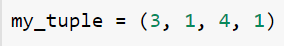 my_tuple = (3, 1, 4, 1)